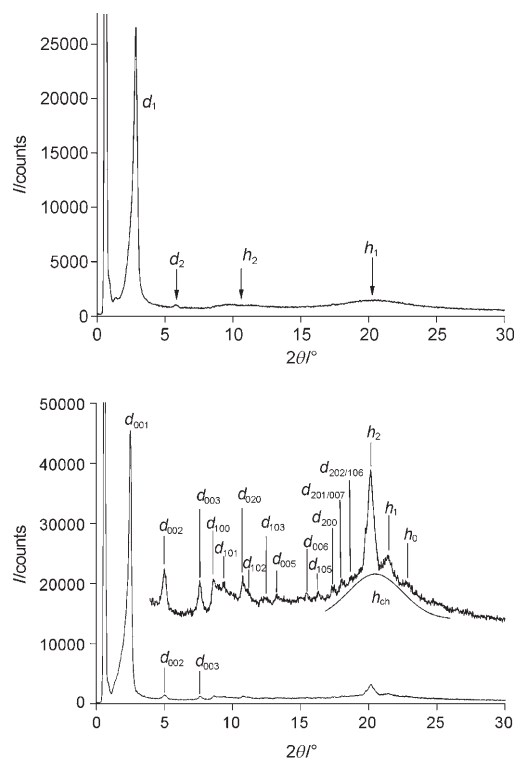 25000
20000
15000
10000
5000
0
I/counts
d₁
d₂
h₂
h₁
0 5 10 15 20 25 30
2θ/°
50000
40000
30000
20000
10000
0
I/counts
d₀₀₁
d₀₀₂
d₀₀₃
d₁₀₀
d₁₀₁
d₀₂₀
d₁₀₂
d₁₀₃
d₀₀₅
d₀₀₆
d₁₀₅
d₂₀₀
d₂₀₁/₀₀₇
d₂₀₂/₁₀₆
h₂
h₁
h₀
h_ch
d₀₀₂
d₀₀₃
0 5 10 15 20 25 30
2θ/°